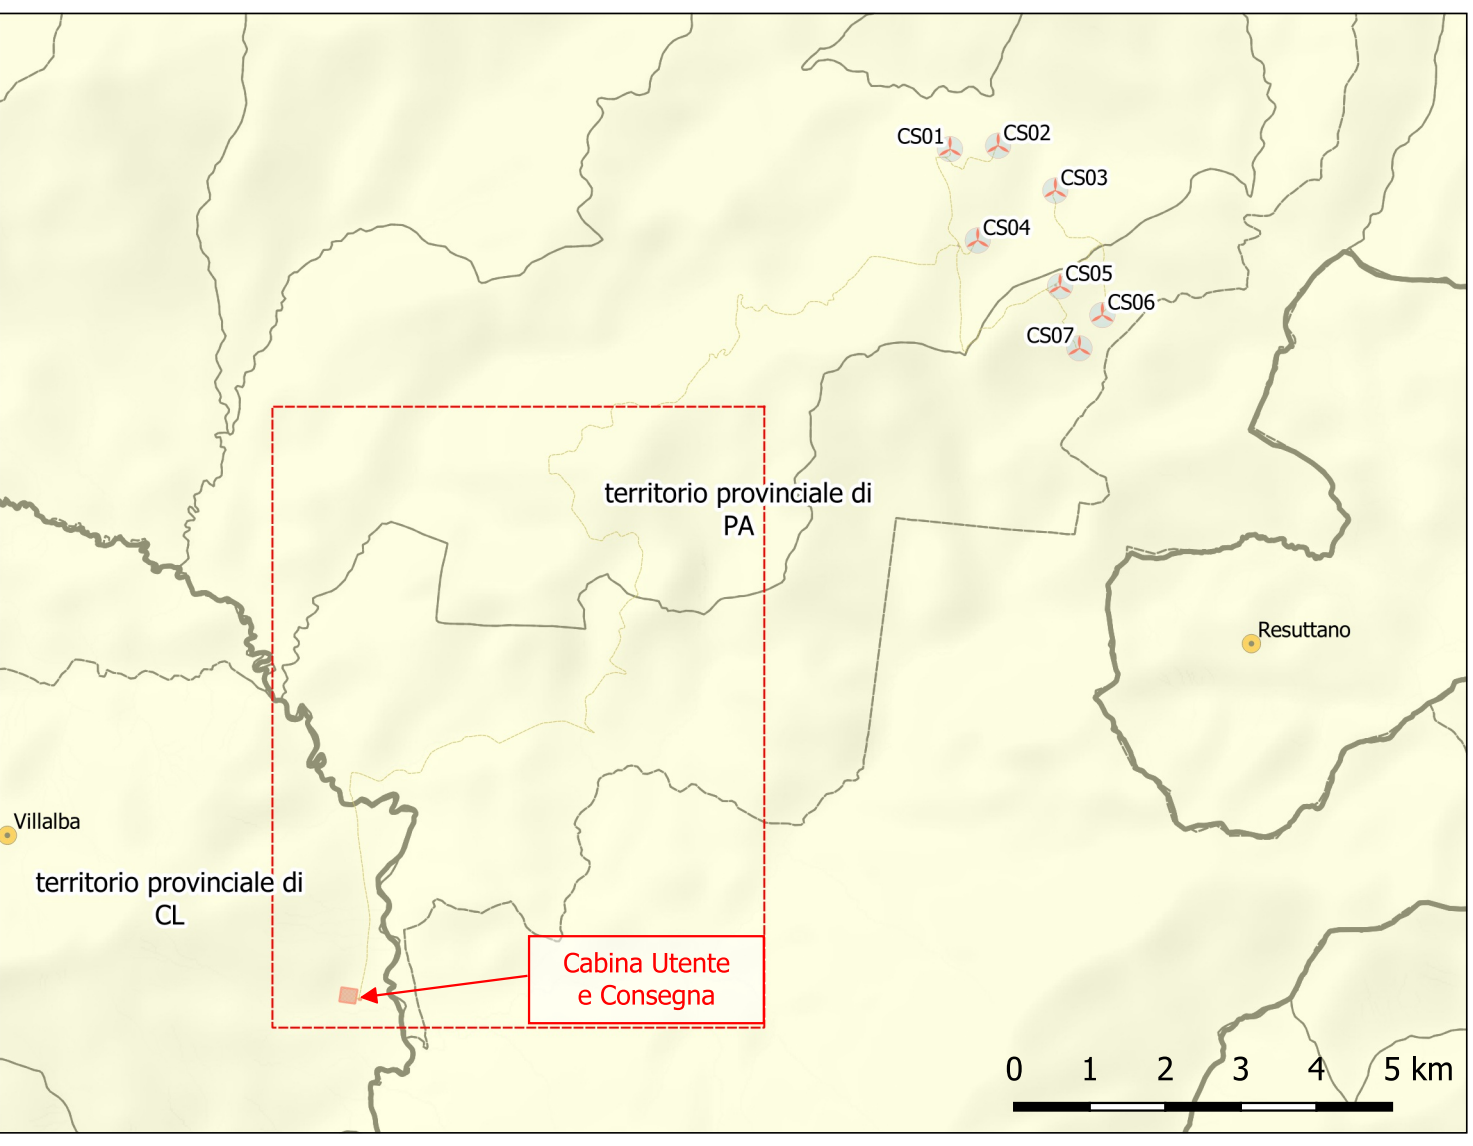 CS01
CS02
CS03
CS04
CS05
CS06
CS07
territorio provinciale di
PA
Resuttano
Villalba
territorio provinciale di
CL
Cabina Utente
e Consegna
0 1 2 3 4 5 km